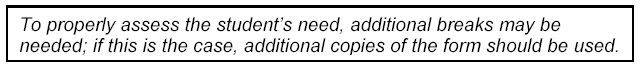 To properly assess the student's need, additional breaks may be
needed; if this is the case, additional copies of the form should be used.